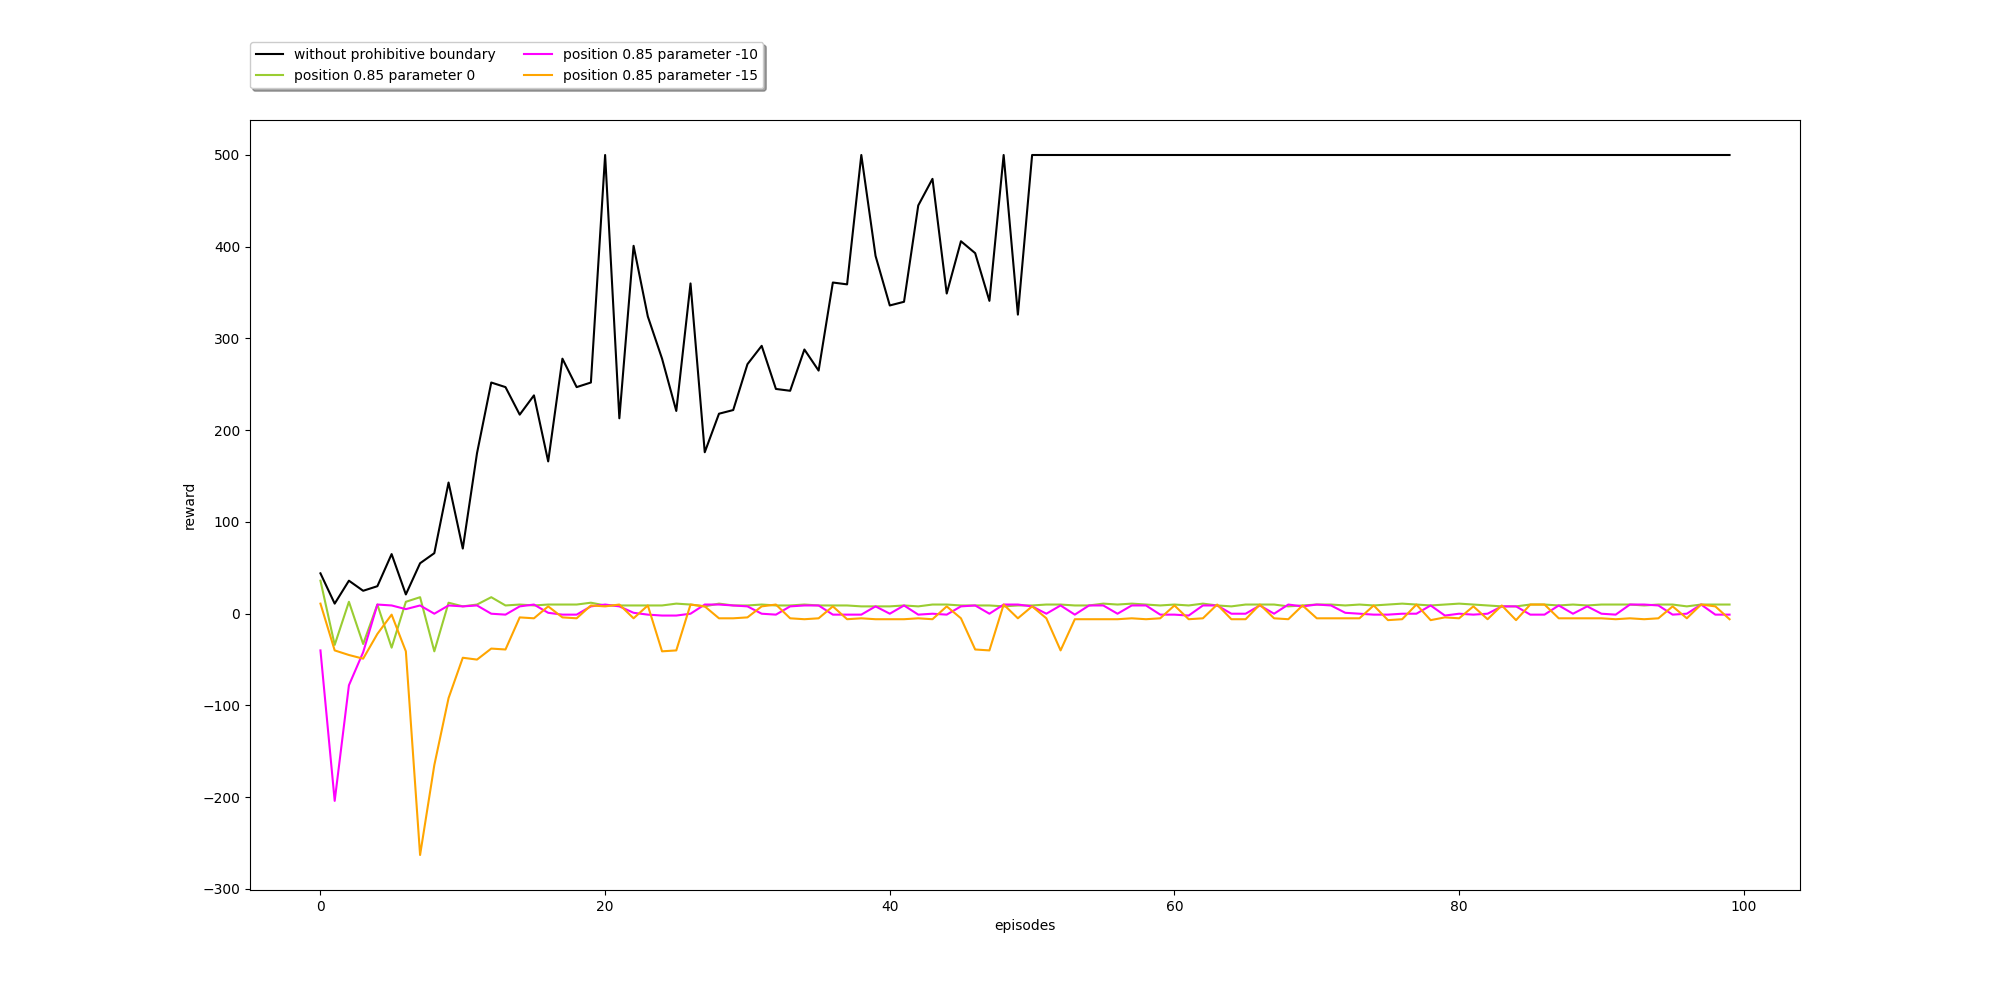 without prohibitive boundary
position 0.85 parameter 0
position 0.85 parameter -10
position 0.85 parameter -15
reward
500
400
300
200
100
0
−100
−200
−300
0 20 40 60 80 100
episodes